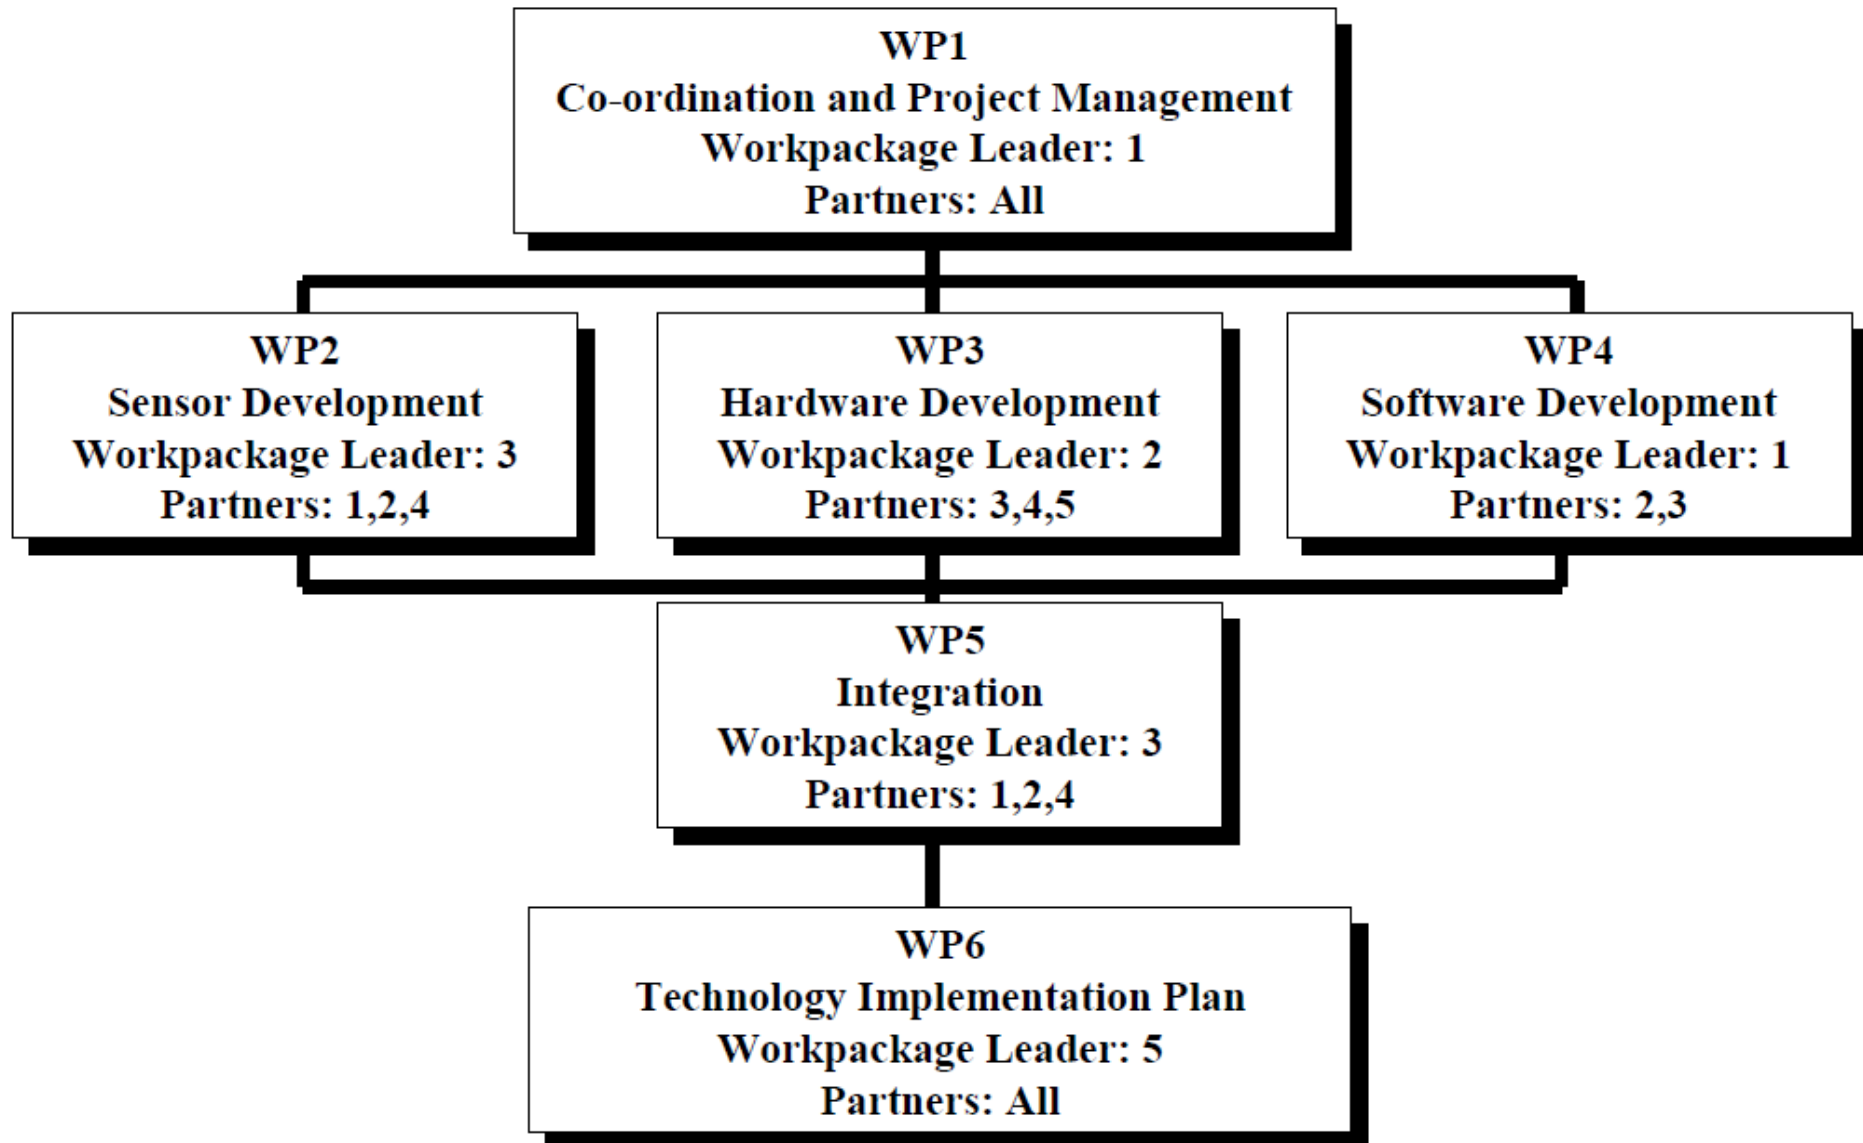 WP1
Co-ordination and Project Management
Workpackage Leader: 1
Partners: All
WP2
Sensor Development
Workpackage Leader: 3
Partners: 1,2,4
WP3
Hardware Development
Workpackage Leader: 2
Partners: 3,4,5
WP4
Software Development
Workpackage Leader: 1
Partners: 2,3
WP5
Integration
Workpackage Leader: 3
Partners: 1,2,4
WP6
Technology Implementation Plan
Workpackage Leader: 5
Partners: All